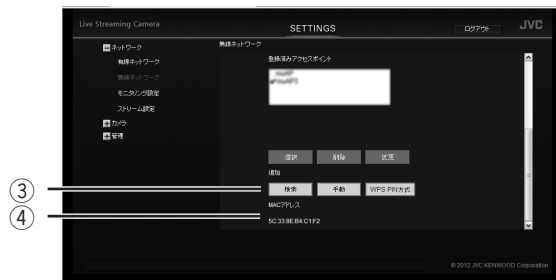 Live Streaming Camera
SETTINGS
ログアウト
JVC
ネットワーク
有線ネットワーク
無線ネットワーク
モニタリング設定
ストリーム設定
カメラ
管理
無線ネットワーク
登録済みアクセスポイント
選択
削除
変更
追加
③
検索
手動
WPS PIN方式
MACアドレス
④
5C:33:8E:B4:C1:F2
© 2012 JVC KENWOOD Corporation